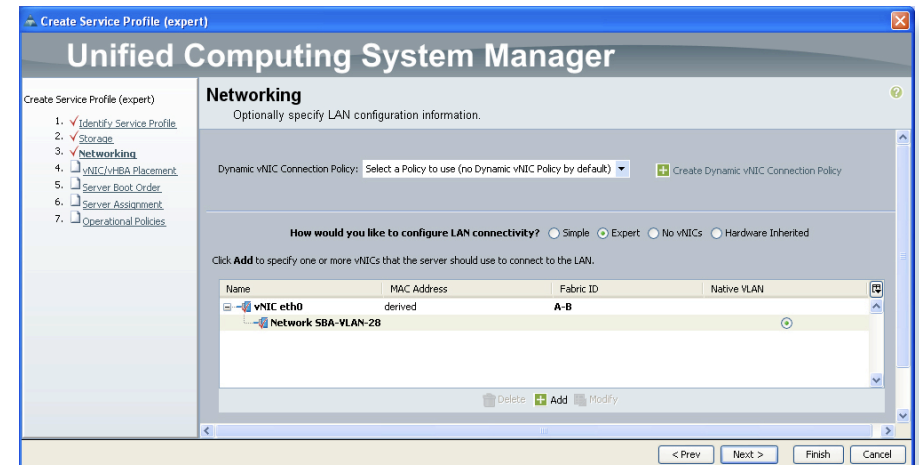 Create Service Profile (expert)
Unified Computing System Manager
Create Service Profile (expert)
1. Identify Service Profile
2. Storage
3. Networking
4. vNIC/vHBA Placement
5. Server Boot Order
6. Server Assignment
7. Operational Policies
Networking
Optionally specify LAN configuration information.
Dynamic vNIC Connection Policy: Select a Policy to use (no Dynamic vNIC Policy by default) Create Dynamic vNIC Connection Policy
How would you like to configure LAN connectivity? Simple Expert No vNICs Hardware Inherited
Click Add to specify one or more vNICs that the server should use to connect to the LAN.
Name MAC Address Fabric ID Native VLAN
vNIC eth0 derived A-B
Network SBA-VLAN-28
Delete Add Modify
< Prev Next > Finish Cancel